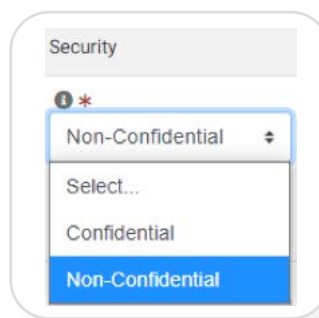 Security
*
Non-Confidential
Select...
Confidential
Non-Confidential